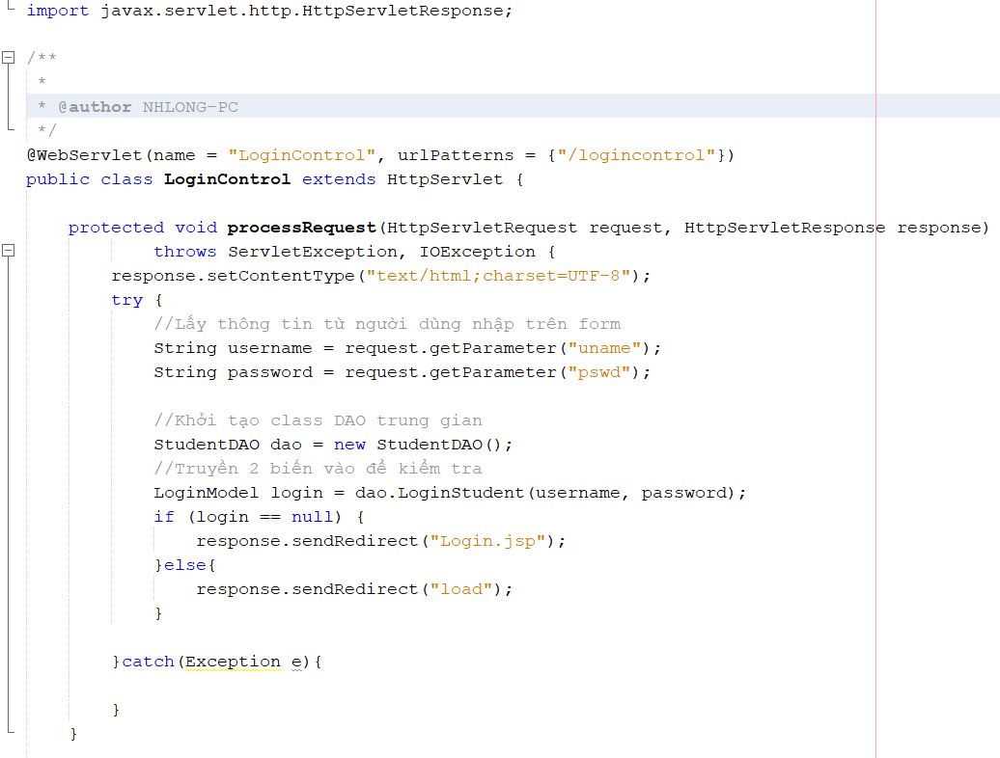 import javax.servlet.http.HttpServletResponse;
/**
 *
 * @author NHLONG-PC
 */
@WebServlet(name = "LoginControl", urlPatterns = {"/logincontrol"})
public class LoginControl extends HttpServlet {
    protected void processRequest(HttpServletRequest request, HttpServletResponse response)
            throws ServletException, IOException {
        response.setContentType("text/html;charset=UTF-8");
        try {
            //Lấy thông tin từ người dùng nhập trên form
            String username = request.getParameter("uname");
            String password = request.getParameter("pswd");
            //Khởi tạo class DAO trung gian
            StudentDAO dao = new StudentDAO();
            //Truyền 2 biến vào để kiểm tra
            LoginModel login = dao.LoginStudent(username, password);
            if (login == null) {
                response.sendRedirect("Login.jsp");
            }else{
                response.sendRedirect("load");
            }
        }catch(Exception e){
        }
    }